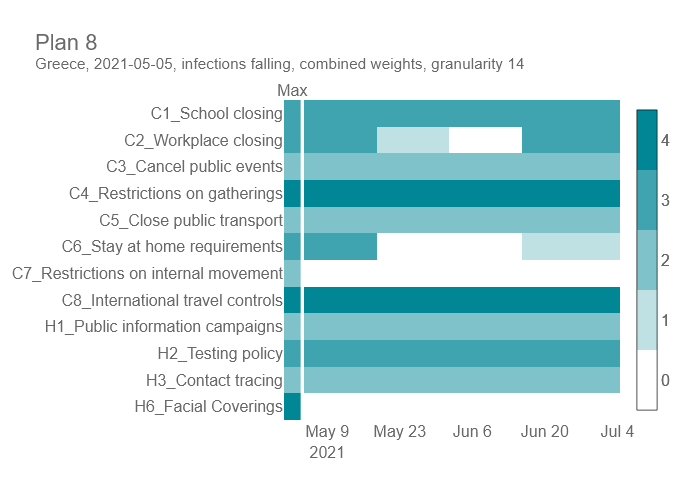 Plan 8
Greece, 2021-05-05, infections falling, combined weights, granularity 14
Max
C1_School closing
C2_Workplace closing
C3_Cancel public events
C4_Restrictions on gatherings
C5_Close public transport
C6_Stay at home requirements
C7_Restrictions on internal movement
C8_International travel controls
H1_Public information campaigns
H2_Testing policy
H3_Contact tracing
H6_Facial Coverings
4
3
2
1
0
May 9 May 23 Jun 6 Jun 20 Jul 4
2021